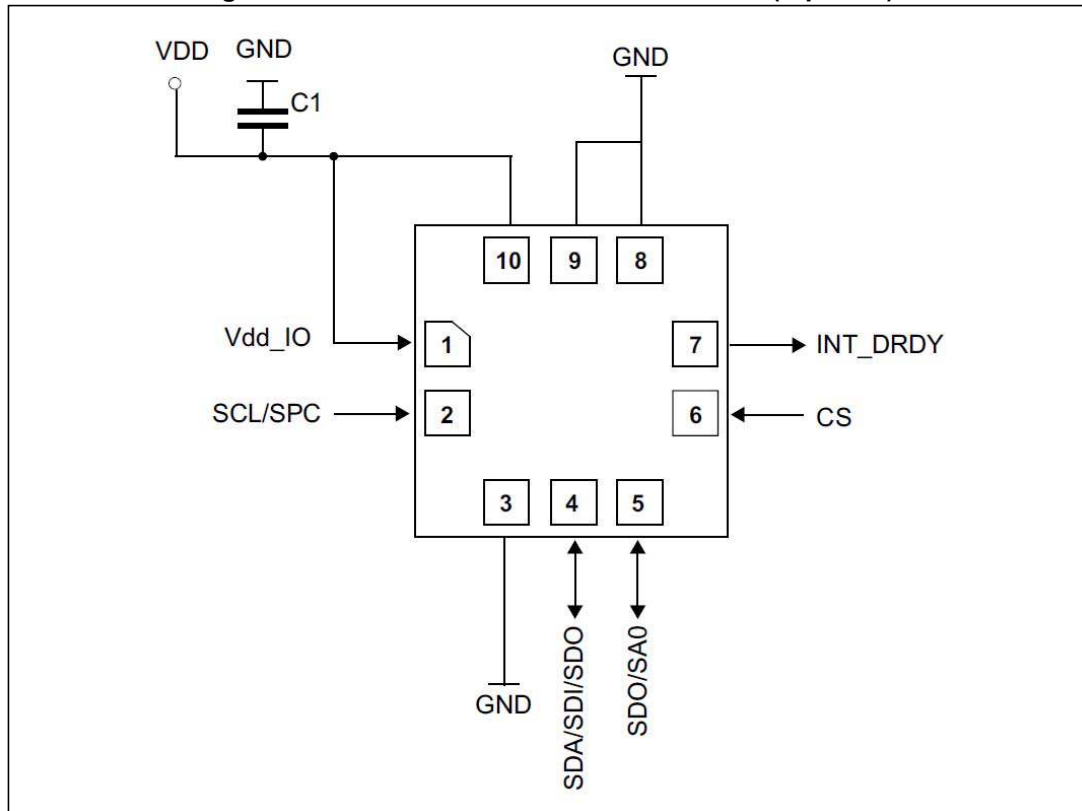 VDD GND
GND
C1
10 9 8
Vdd_IO 1 7 INT_DRDY
SCL/SPC 2 6 CS
3 4 5
GND
SDA/SDI/SDO
SDO/SA0